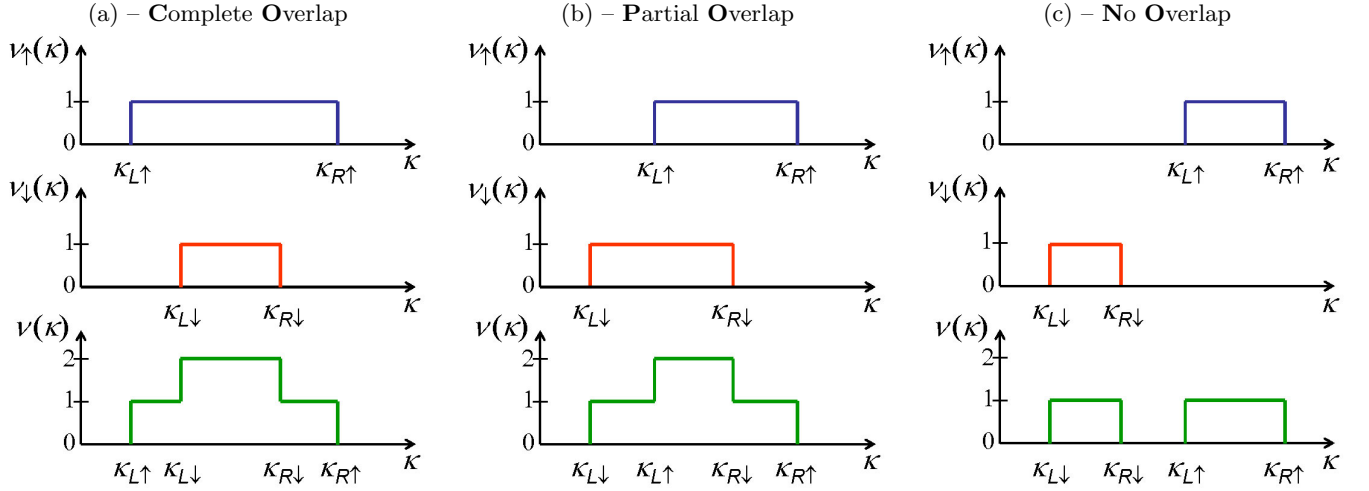 (a) – Complete Overlap
ν↑(κ)
1
0
κL↑
κR↑
κ
ν↓(κ)
1
0
κL↓
κR↓
κ
ν(κ)
2
1
0
κL↑
κL↓
κR↓
κR↑
κ
(b) – Partial Overlap
ν↑(κ)
1
0
κL↑
κR↑
κ
ν↓(κ)
1
0
κL↓
κR↓
κ
ν(κ)
2
1
0
κL↓
κL↑
κR↓
κR↑
κ
(c) – No Overlap
ν↑(κ)
1
0
κL↑
κR↑
κ
ν↓(κ)
1
0
κL↓
κR↓
κ
ν(κ)
2
1
0
κL↓
κR↓
κL↑
κR↑
κ